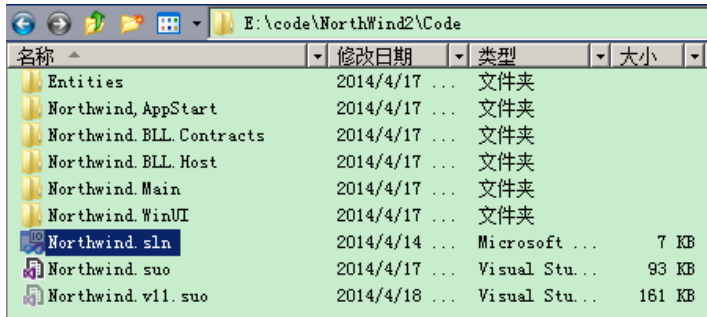 E:\code\NorthWind2\Code
名称 修改日期 类型 大小
Entities 2014/4/17 ... 文件夹
Northwind,AppStart 2014/4/17 ... 文件夹
Northwind.BLL.Contracts 2014/4/17 ... 文件夹
Northwind.BLL.Host 2014/4/17 ... 文件夹
Northwind.Main 2014/4/17 ... 文件夹
Northwind.WinUI 2014/4/17 ... 文件夹
Northwind.sln 2014/4/14 ... Microsoft ... 7 KB
Northwind.suo 2014/4/17 ... Visual Stu... 93 KB
Northwind.v11.suo 2014/4/18 ... Visual Stu... 161 KB